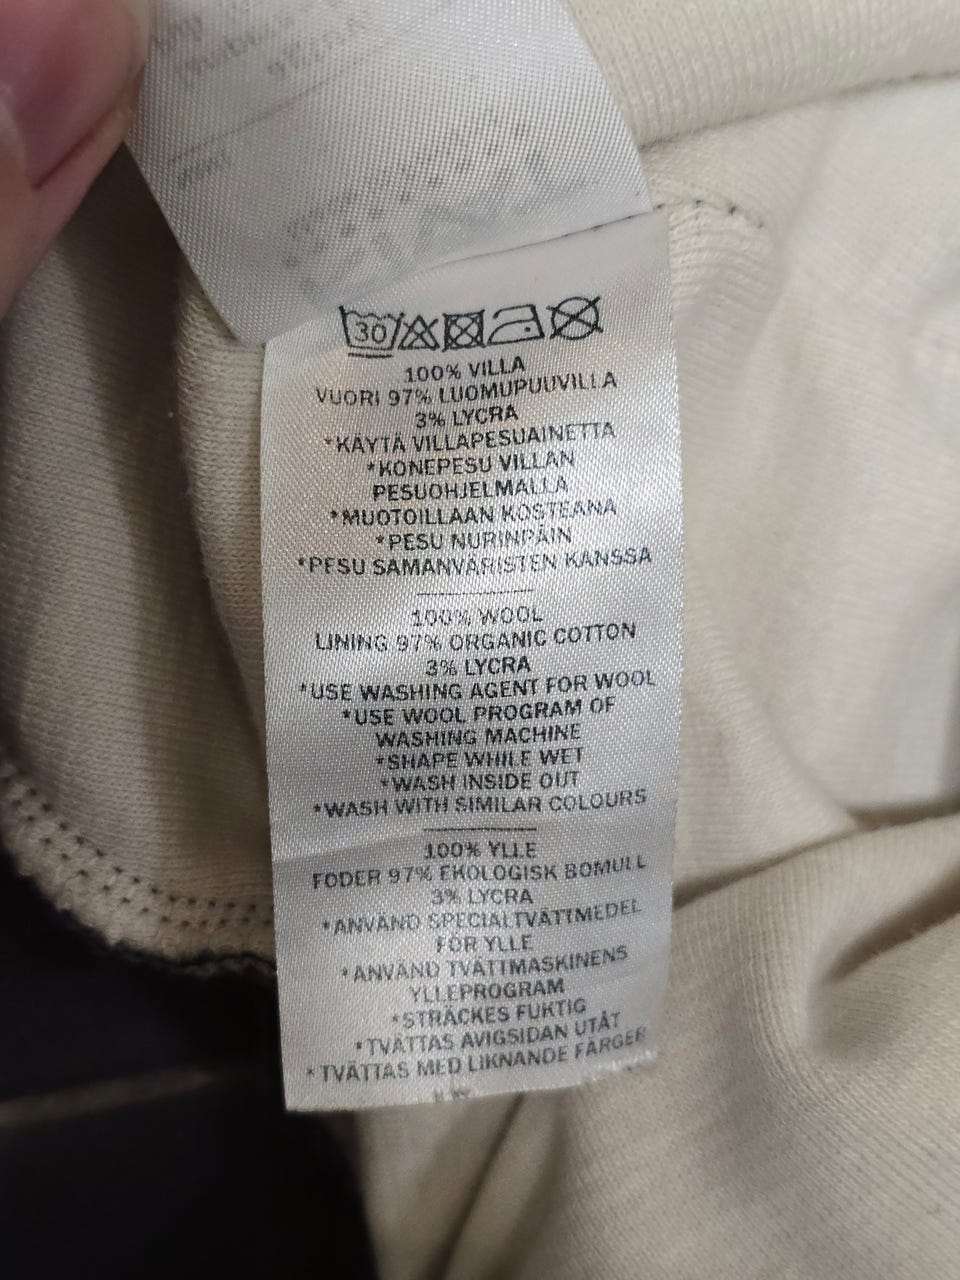 30
100% VILLA
VUORI 97% LUOMUPUUVILLA
3% LYCRA
*KÄYTÄ VILLAPESUAINETTA
*KONEPESU VILLAN
PESUOHJELMALLA
*MUOTOILLAAN KOSTEANA
*PESU NURINPÄIN
*PESU SAMANVÄRISTEN KANSSA
100% WOOL
LINING 97% ORGANIC COTTON
3% LYCRA
*USE WASHING AGENT FOR WOOL
*USE WOOL PROGRAM OF
WASHING MACHINE
*SHAPE WHILE WET
*WASH INSIDE OUT
*WASH WITH SIMILAR COLOURS
100% YLLE
FODER 97% EKOLOGISK BOMULL
3% LYCRA
*ANVÄND SPECIALTVÄTTMEDEL
FÖR YLLE
*ANVÄND TVÄTTMASKINENS
YLLEPROGRAM
*STRÄCKES FUKTIG
*TVÄTTAS AVIGSIDAN UTÅT
*TVÄTTAS MED LIKNANDE FÄRGER